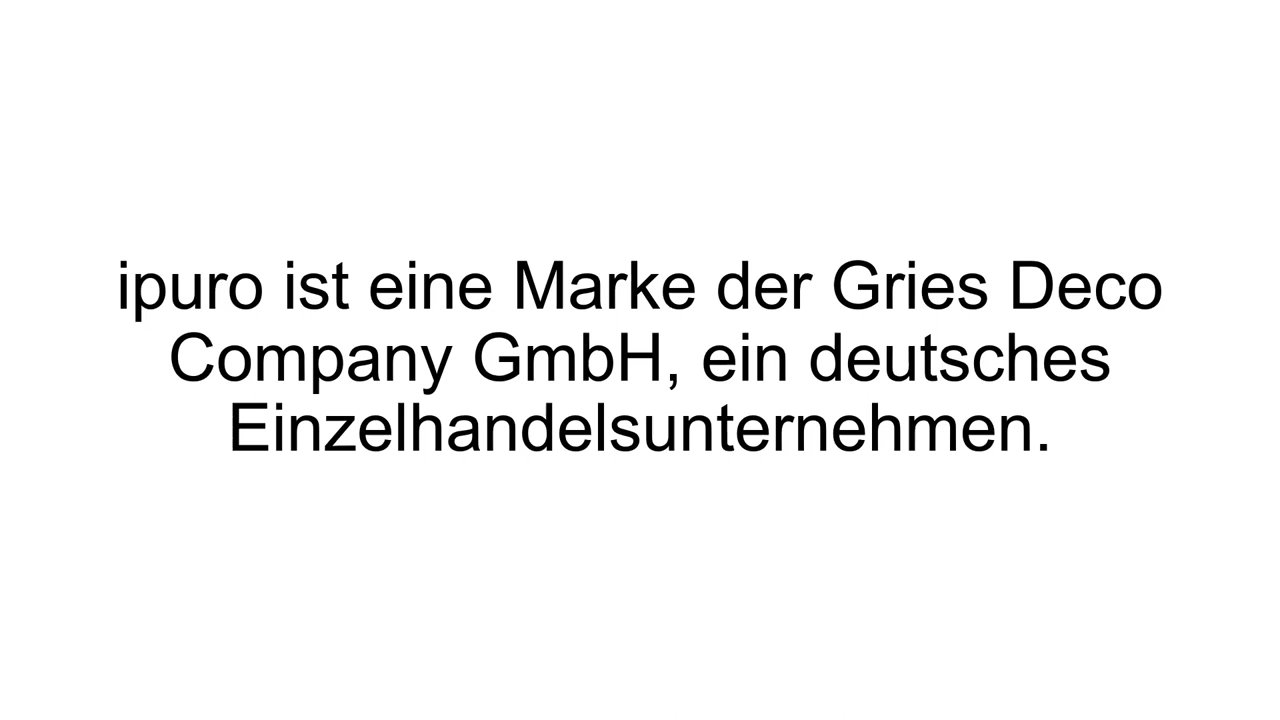 ipuro ist eine Marke der Gries Deco
Company GmbH, ein deutsches
Einzelhandelsunternehmen.